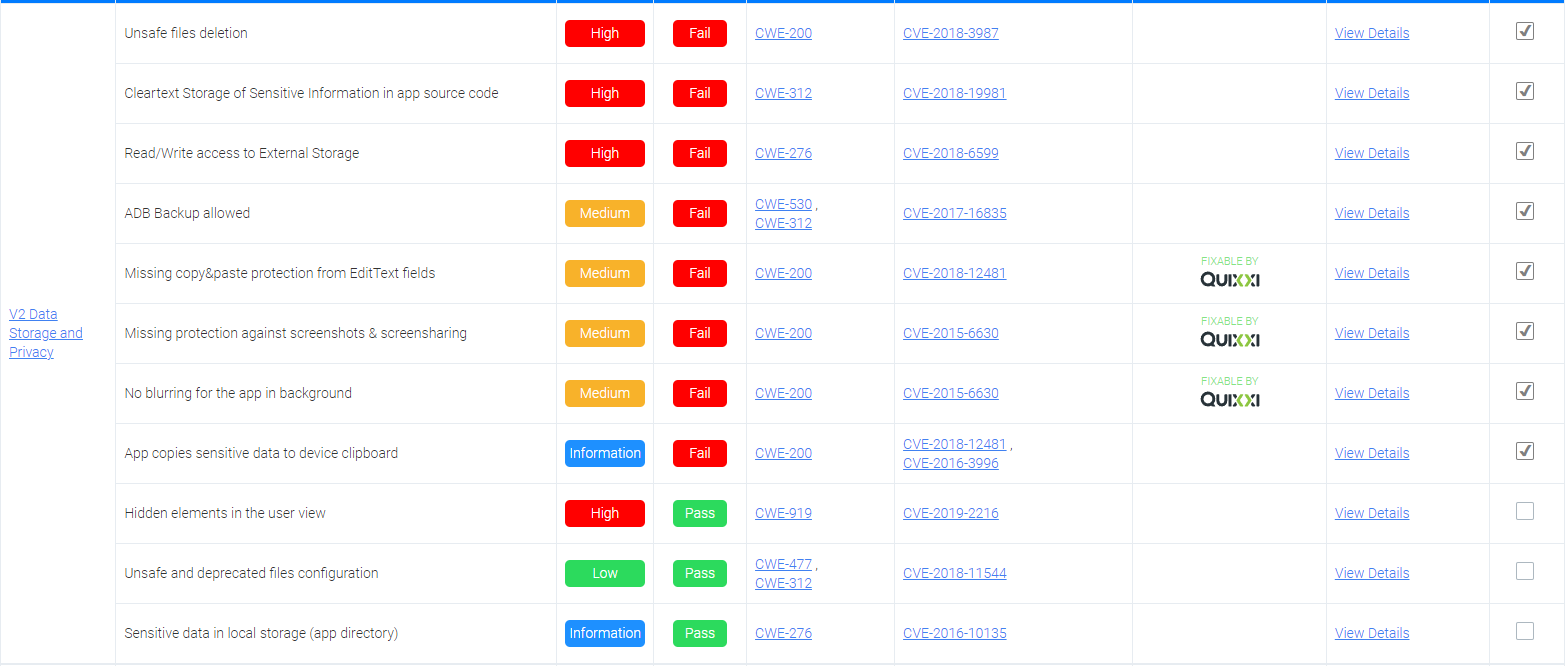 Unsafe files deletion High Fail CWE-200 CVE-2018-3987 View Details
Cleartext Storage of Sensitive Information in app source code High Fail CWE-312 CVE-2018-19981 View Details
Read/Write access to External Storage High Fail CWE-276 CVE-2018-6599 View Details
ADB Backup allowed Medium Fail CWE-530 , CVE-2017-16835 View Details
CWE-312
Missing copy&paste protection from EditText fields Medium Fail CWE-200 CVE-2018-12481 FIXABLE BY View Details
QUIXXI
V2 Data
Storage and
Privacy
Missing protection against screenshots & screensharing Medium Fail CWE-200 CVE-2015-6630 FIXABLE BY View Details
QUIXXI
No blurring for the app in background Medium Fail CWE-200 CVE-2015-6630 FIXABLE BY View Details
QUIXXI
App copies sensitive data to device clipboard Information Fail CWE-200 CVE-2018-12481 , View Details
CVE-2016-3996
Hidden elements in the user view High Pass CWE-919 CVE-2019-2216 View Details
Unsafe and deprecated files configuration Low Pass CWE-477 , CVE-2018-11544 View Details
CWE-312
Sensitive data in local storage (app directory) Information Pass CWE-276 CVE-2016-10135 View Details